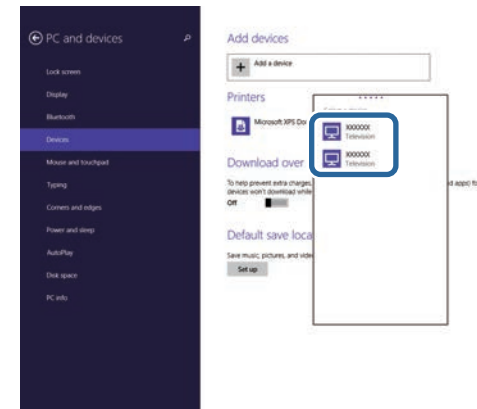 PC and devices
Lock screen
Display
Bluetooth
Devices
Mouse and touchpad
Typing
Corners and edges
Power and sleep
AutoPlay
Disk space
PC info
Add devices
Add a device
Printers
Microsoft XPS Do
XXXXXX
Television
XXXXXX
Television
Download over
To help prevent extra charges,
d apps) fo
devices won't download while
Off
Default save loca
Save music, pictures, and vide
Set up